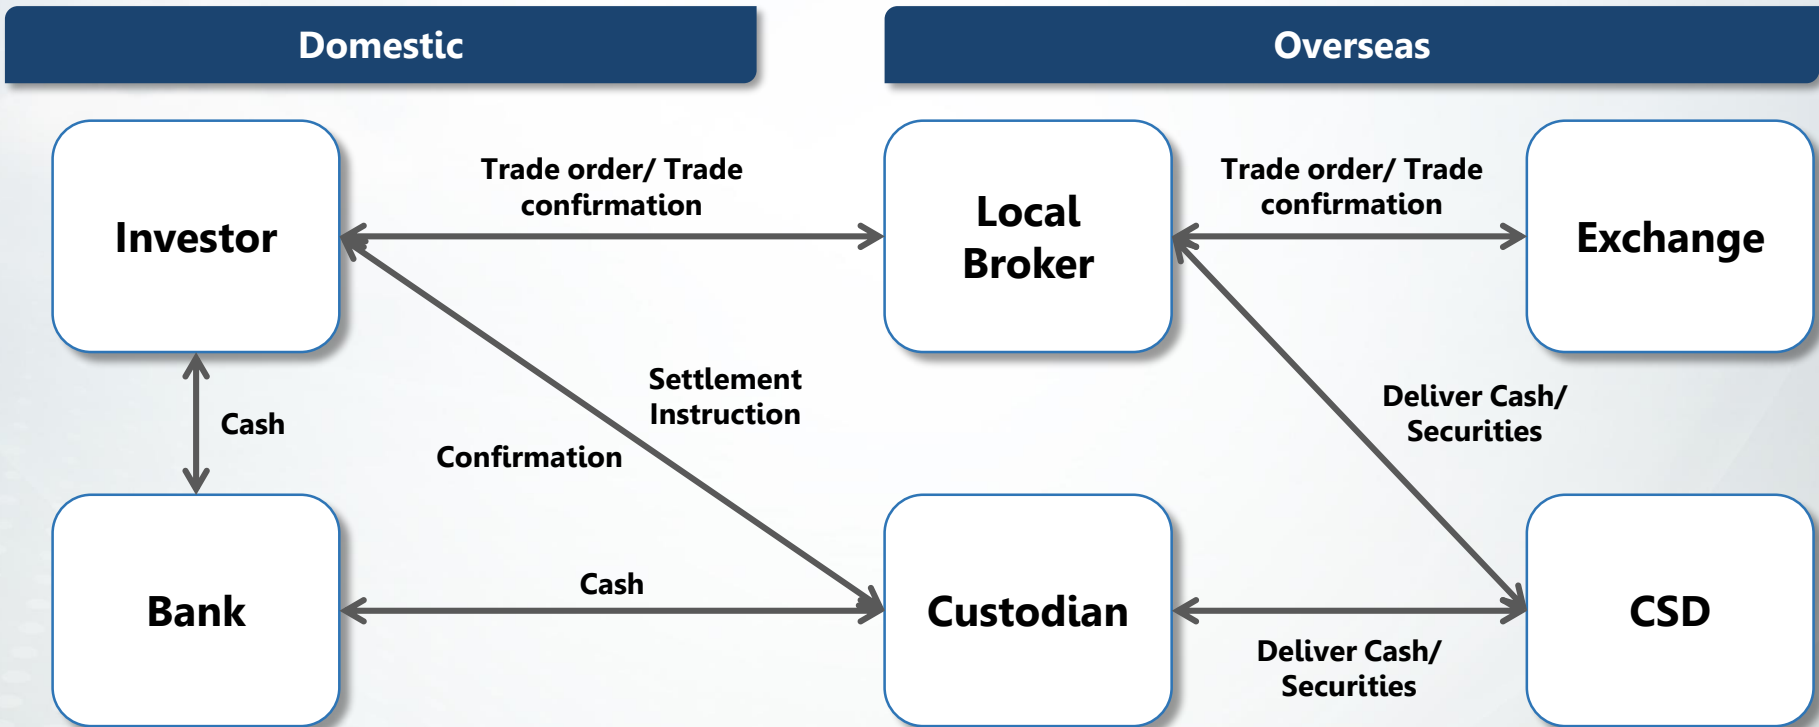 Domestic
Overseas
Trade order/ Trade
confirmation
Trade order/ Trade
confirmation
Investor
Local
Broker
Exchange
Settlement
Instruction
Deliver Cash/
Securities
Cash
Confirmation
Cash
Bank
Custodian
CSD
Deliver Cash/
Securities